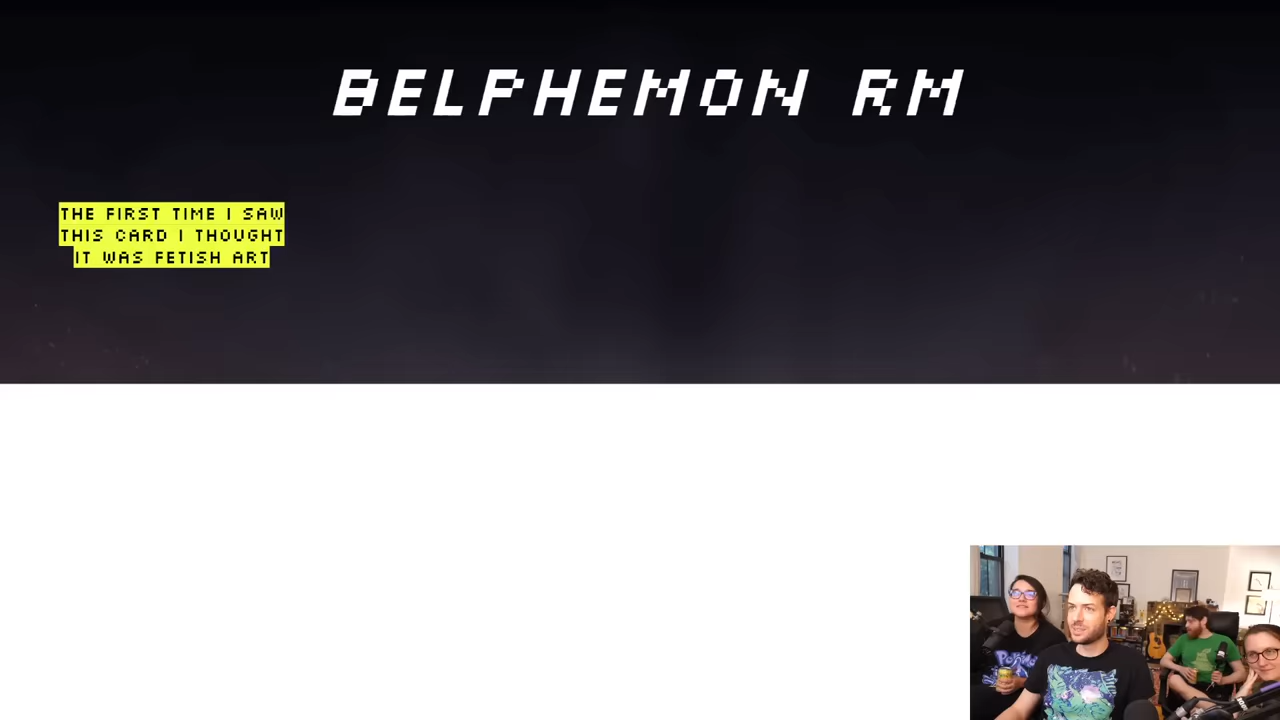 BELPHEMON RM
THE FIRST TIME I SAW
THIS CARD I THOUGHT
IT WAS FETISH ART